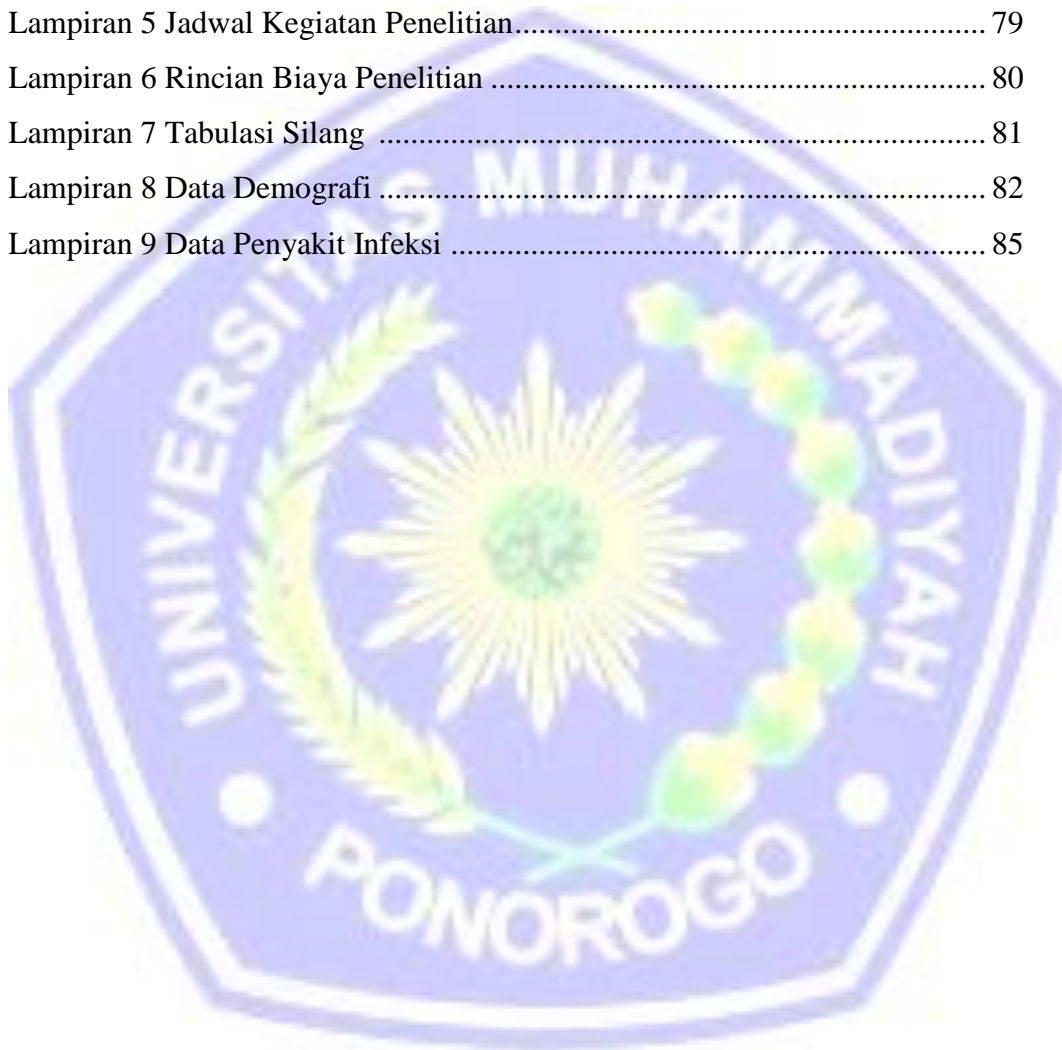 Lampiran 5 Jadwal Kegiatan Penelitian........................................................... 79
Lampiran 6 Rincian Biaya Penelitian .............................................................. 80
Lampiran 7 Tabulasi Silang ............................................................................ 81
Lampiran 8 Data Demografi ............................................................................ 82
Lampiran 9 Data Penyakit Infeksi ................................................................... 85
UNIVERSITAS MUHAMMADIYAH
PONOROGO